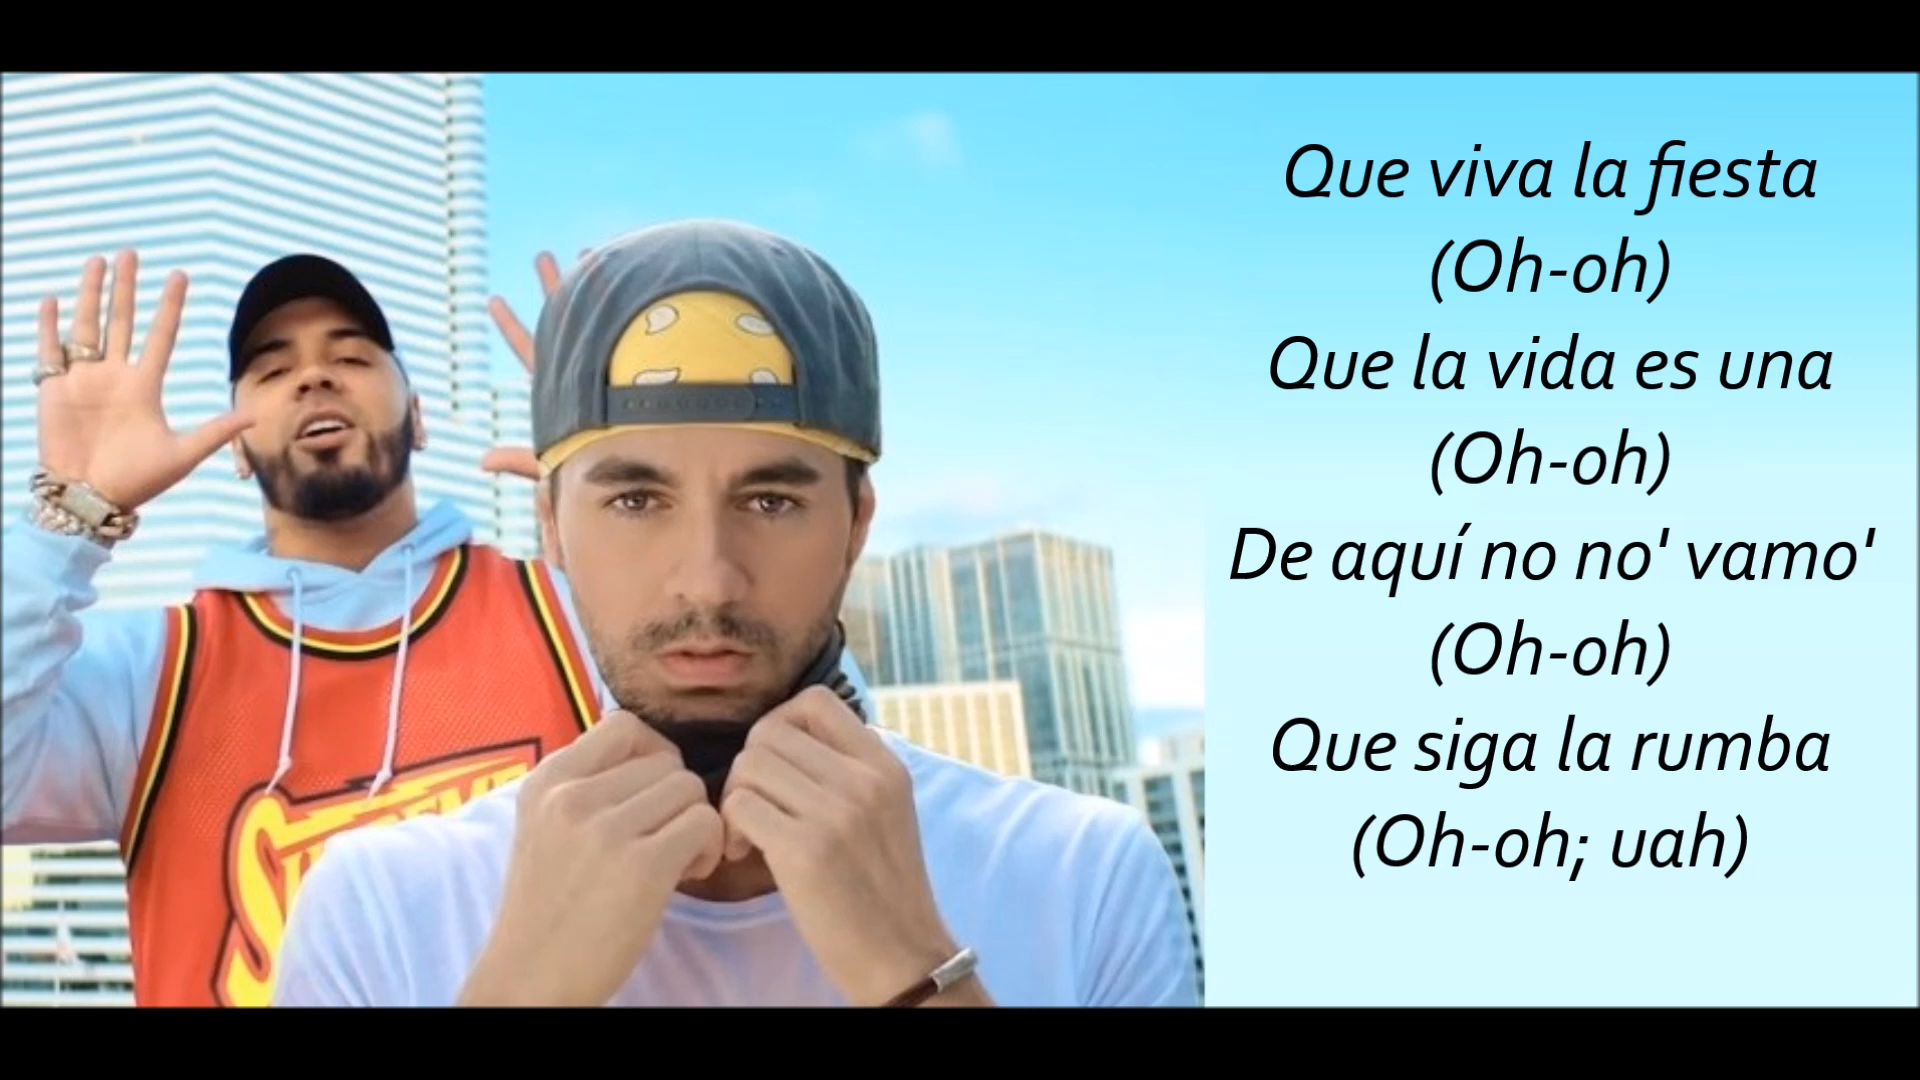 Que viva la fiesta
(Oh-oh)
Que la vida es una
(Oh-oh)
De aquí no no' vamo'
(Oh-oh)
Que siga la rumba
(Oh-oh; uah)